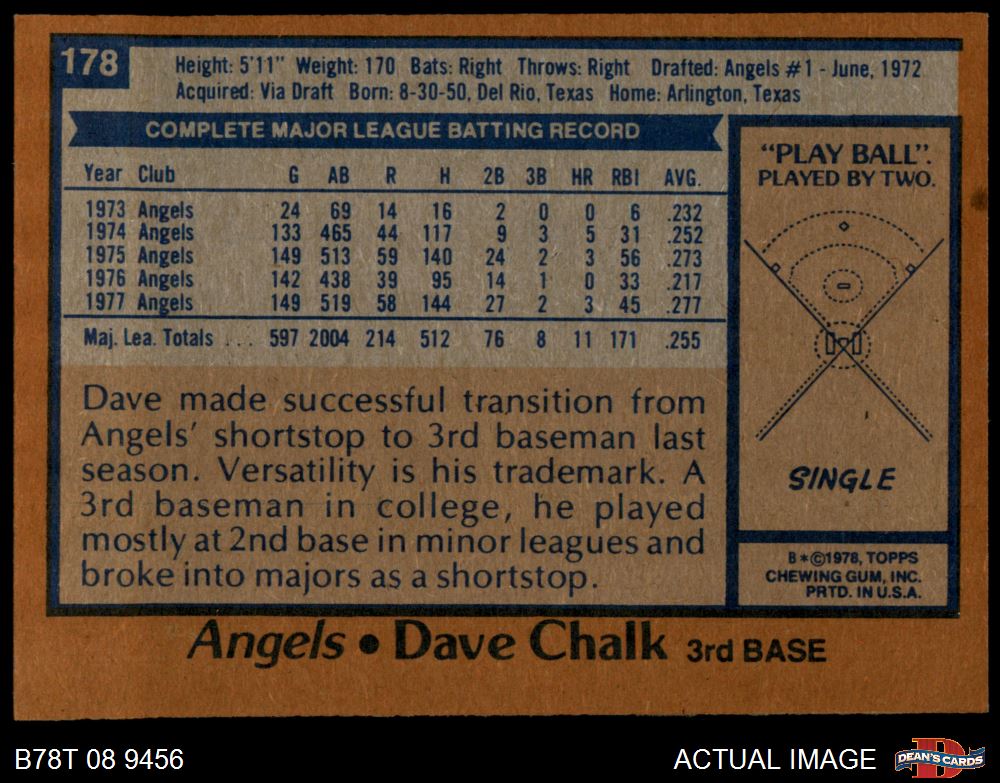 178
Height: 5'11" Weight: 170 Bats: Right Throws: Right Drafted: Angels #1 - June, 1972
Acquired: Via Draft Born: 8-30-50, Del Rio, Texas Home: Arlington, Texas
COMPLETE MAJOR LEAGUE BATTING RECORD
Year Club G AB R H 2B 3B HR RBI AVG.
1973 Angels 24 69 14 16 2 0 0 6 .232
1974 Angels 133 465 44 117 9 3 5 31 .252
1975 Angels 149 513 59 140 24 2 3 56 .273
1976 Angels 142 438 39 95 14 1 0 33 .217
1977 Angels 149 519 58 144 27 2 3 45 .277
Maj. Lea. Totals . . . 597 2004 214 512 76 8 11 171 .255
Dave made successful transition from
Angels' shortstop to 3rd baseman last
season. Versatility is his trademark. A
3rd baseman in college, he played
mostly at 2nd base in minor leagues and
broke into majors as a shortstop.
"PLAY BALL".
PLAYED BY TWO.
SINGLE
B*©1978, TOPPS
CHEWING GUM, INC.
PRTD. IN U.S.A.
Angels • Dave Chalk 3rd BASE
B78T 08 9456
ACTUAL IMAGE
D
DEAN'S CARDS